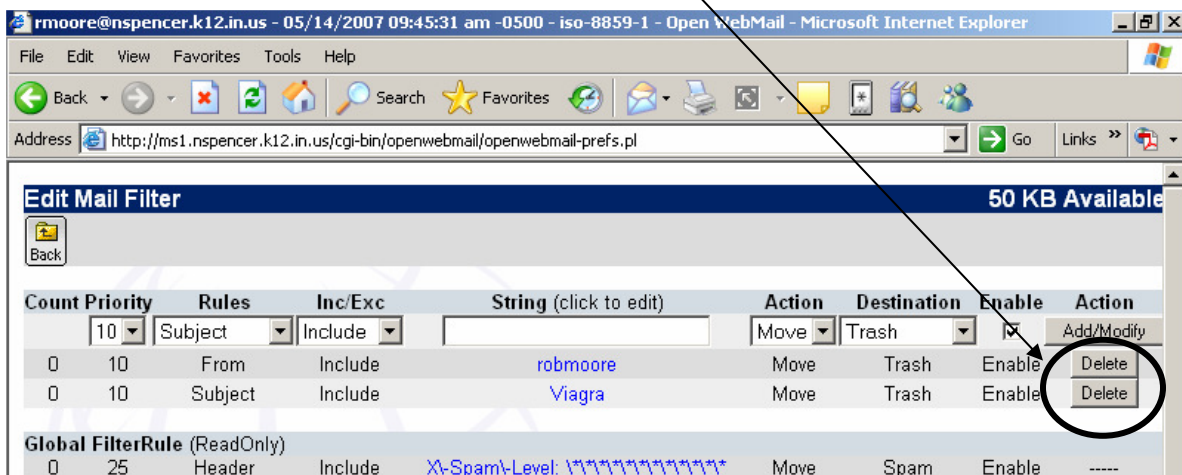 rmoore@nspencer.k12.in.us - 05/14/2007 09:45:31 am -0500 - iso-8859-1 - Open WebMail - Microsoft Internet Explorer
File Edit View Favorites Tools Help
Back Search Favorites
Address http://ms1.nspencer.k12.in.us/cgi-bin/openwebmail/openwebmail-prefs.pl Go Links »
Edit Mail Filter 50 KB Available
Back
Count Priority Rules Inc/Exc String (click to edit) Action Destination Enable Action
10 Subject Include Move Trash Add/Modify
0 10 From Include robmoore Move Trash Enable Delete
0 10 Subject Include Viagra Move Trash Enable Delete
Global FilterRule (ReadOnly)
0 25 Header Include Move Spam Enable -----